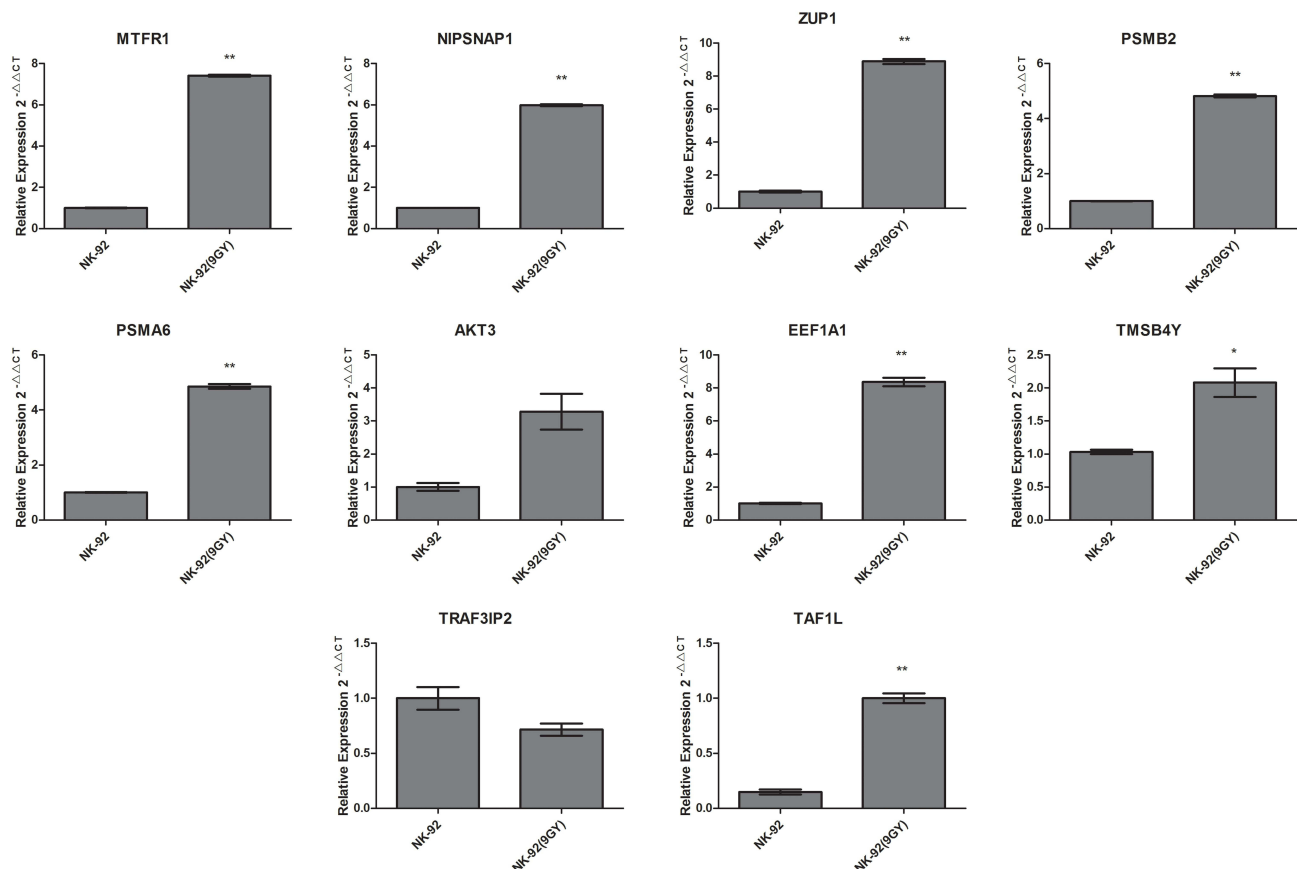 MTFR1
**
Relative Expression 2 -△△CT
8
6
4
2
0
NK-92
NK-92(9GY)
NIPSNAP1
**
Relative Expression 2 -△△CT
8
6
4
2
0
NK-92
NK-92(9GY)
ZUP1
**
Relative Expression 2 -△△CT
10
8
6
4
2
0
NK-92
NK-92(9GY)
PSMB2
**
Relative Expression 2 -△△CT
6
4
2
0
NK-92
NK-92(9GY)
PSMA6
**
Relative Expression 2 -△△CT
6
4
2
0
NK-92
NK-92(9GY)
AKT3
Relative Expression 2 -△△CT
5
4
3
2
1
0
NK-92
NK-92(9GY)
EEF1A1
**
Relative Expression 2 -△△CT
10
8
6
4
2
0
NK-92
NK-92(9GY)
TMSB4Y
*
Relative Expression 2 -△△CT
2.5
2.0
1.5
1.0
0.5
0.0
NK-92
NK-92(9GY)
TRAF3IP2
Relative Expression 2 -△△CT
1.5
1.0
0.5
0.0
NK-92
NK-92(9GY)
TAF1L
**
Relative Expression 2 -△△CT
1.5
1.0
0.5
0.0
NK-92
NK-92(9GY)